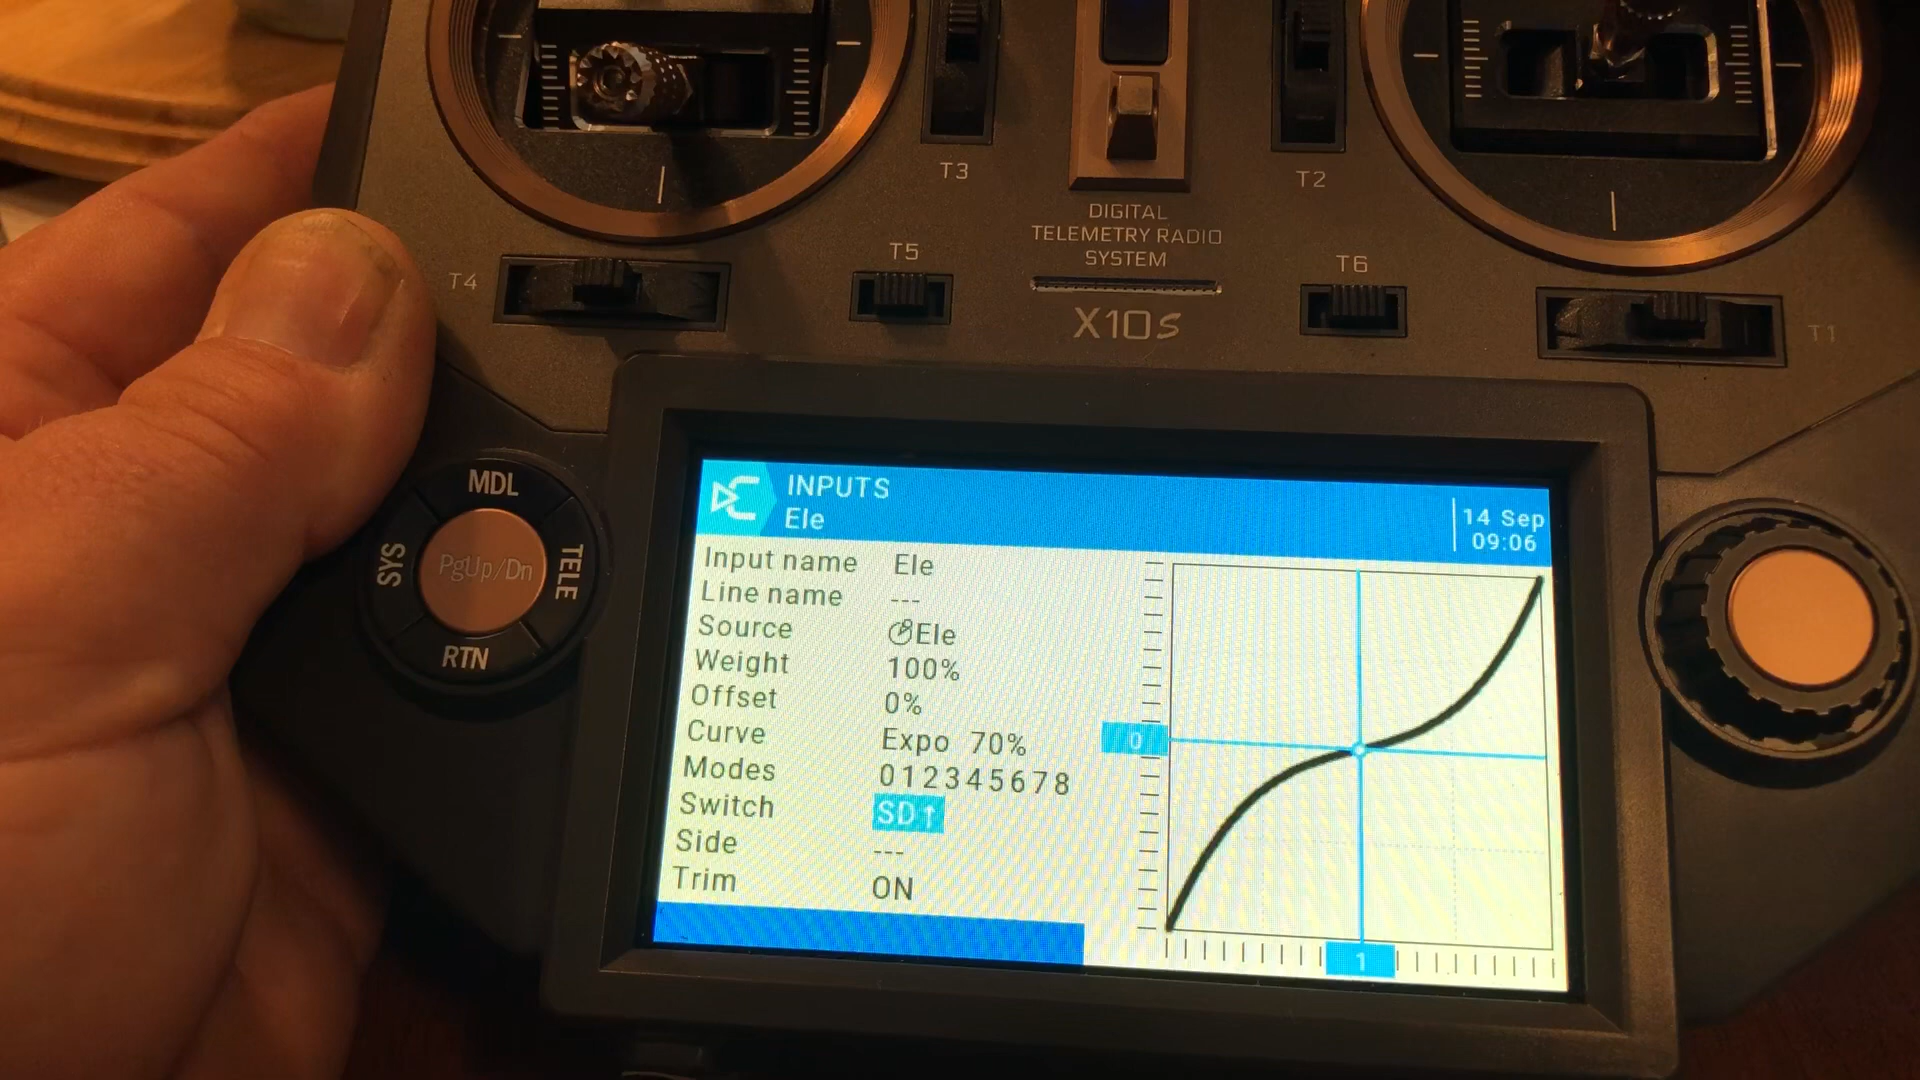 T3
T2
DIGITAL
TELEMETRY RADIO
SYSTEM
T4
T5
T6
T1
X10S
MDL
SYS
PgUp/Dn
TELE
RTN
INPUTS
Ele
14 Sep
09:06
Input name Ele
Line name ---
Source Ele
Weight 100%
Offset 0%
Curve Expo 70%
Modes 012345678
Switch SD↑
Side ---
Trim ON
0
1